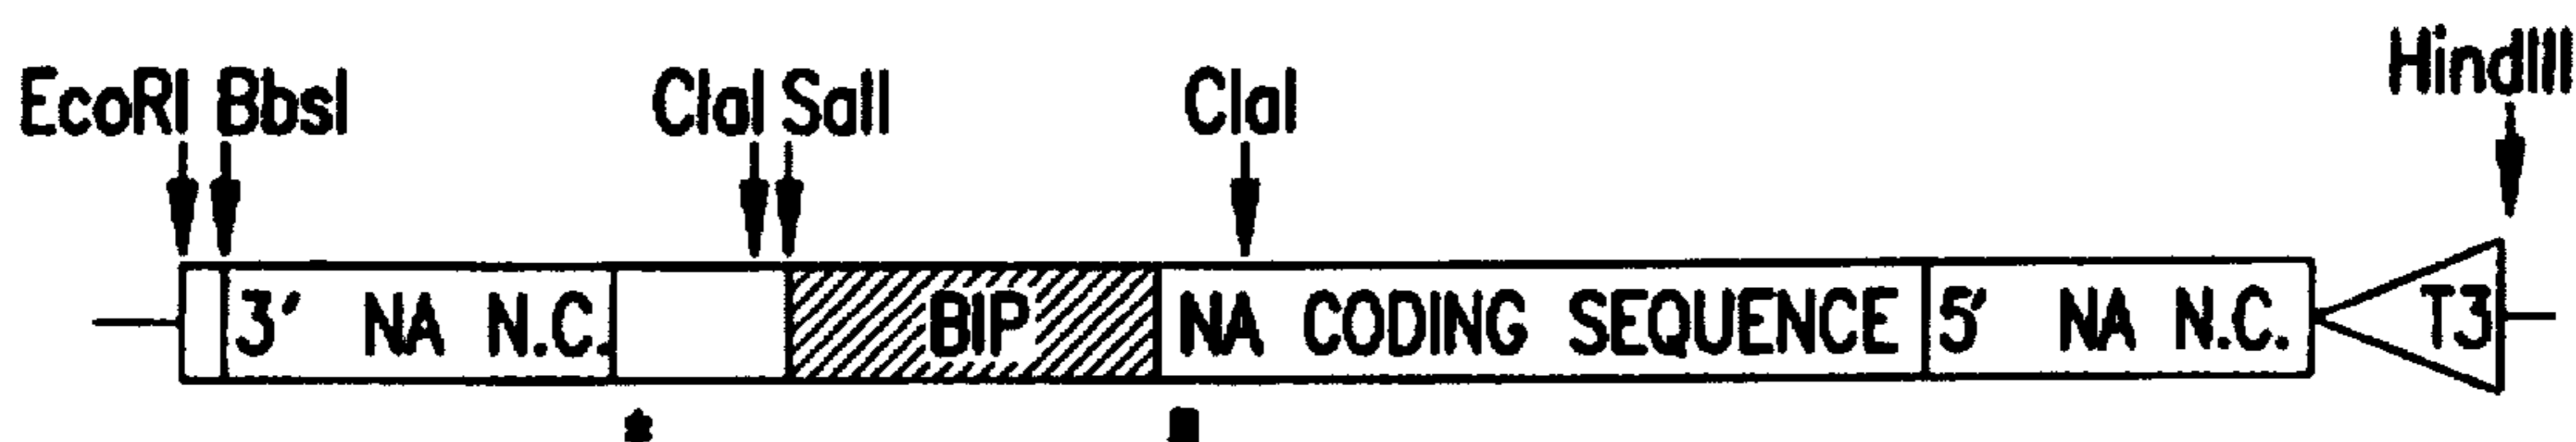 HindIII
EcoRI BbsI ClaI SalI ClaI
3' NA N.C. BIP NA CODING SEQUENCE 5' NA N.C. T3